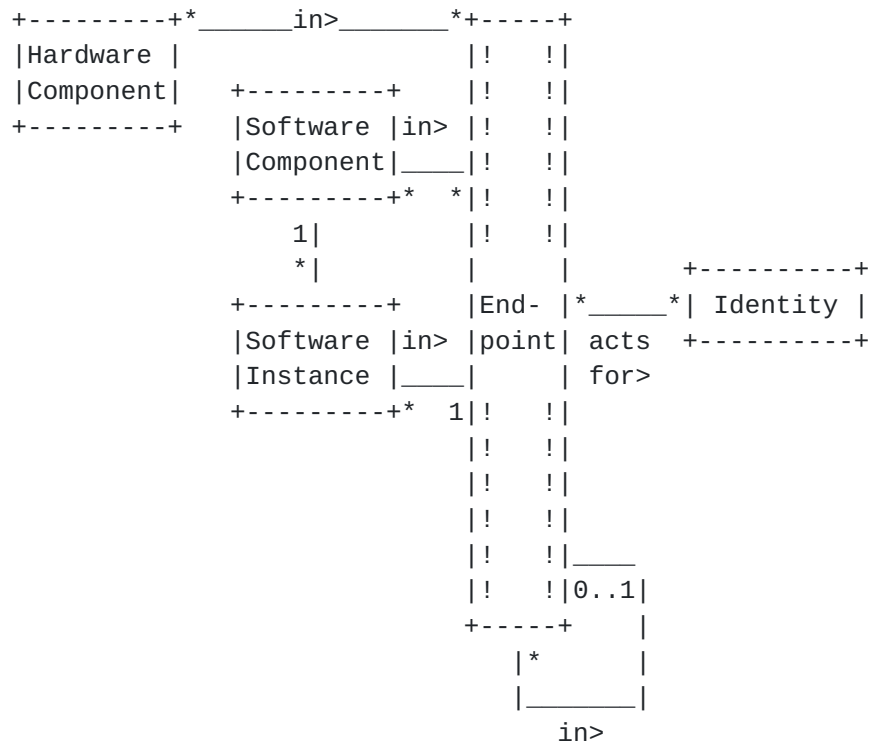 +---------+*______in>_______*+-----+
|Hardware |                  |!   !|
|Component|   +---------+    |!   !|
+---------+   |Software |in> |!   !|
              |Component|____|!   !|
              +---------+*  *|!   !|
                  1|         |!   !|
                  *|         |     |       +----------+
              +---------+    |End- |*_____*| Identity |
              |Software |in> |point| acts  +----------+
              |Instance |____|     | for>
              +---------+*  1|!   !|
                             |!   !|
                             |!   !|
                             |!   !|
                             |!   !|____
                             |!   !|0..1|
                             +-----+    |
                                |*      |
                                |_______|
                                   in>